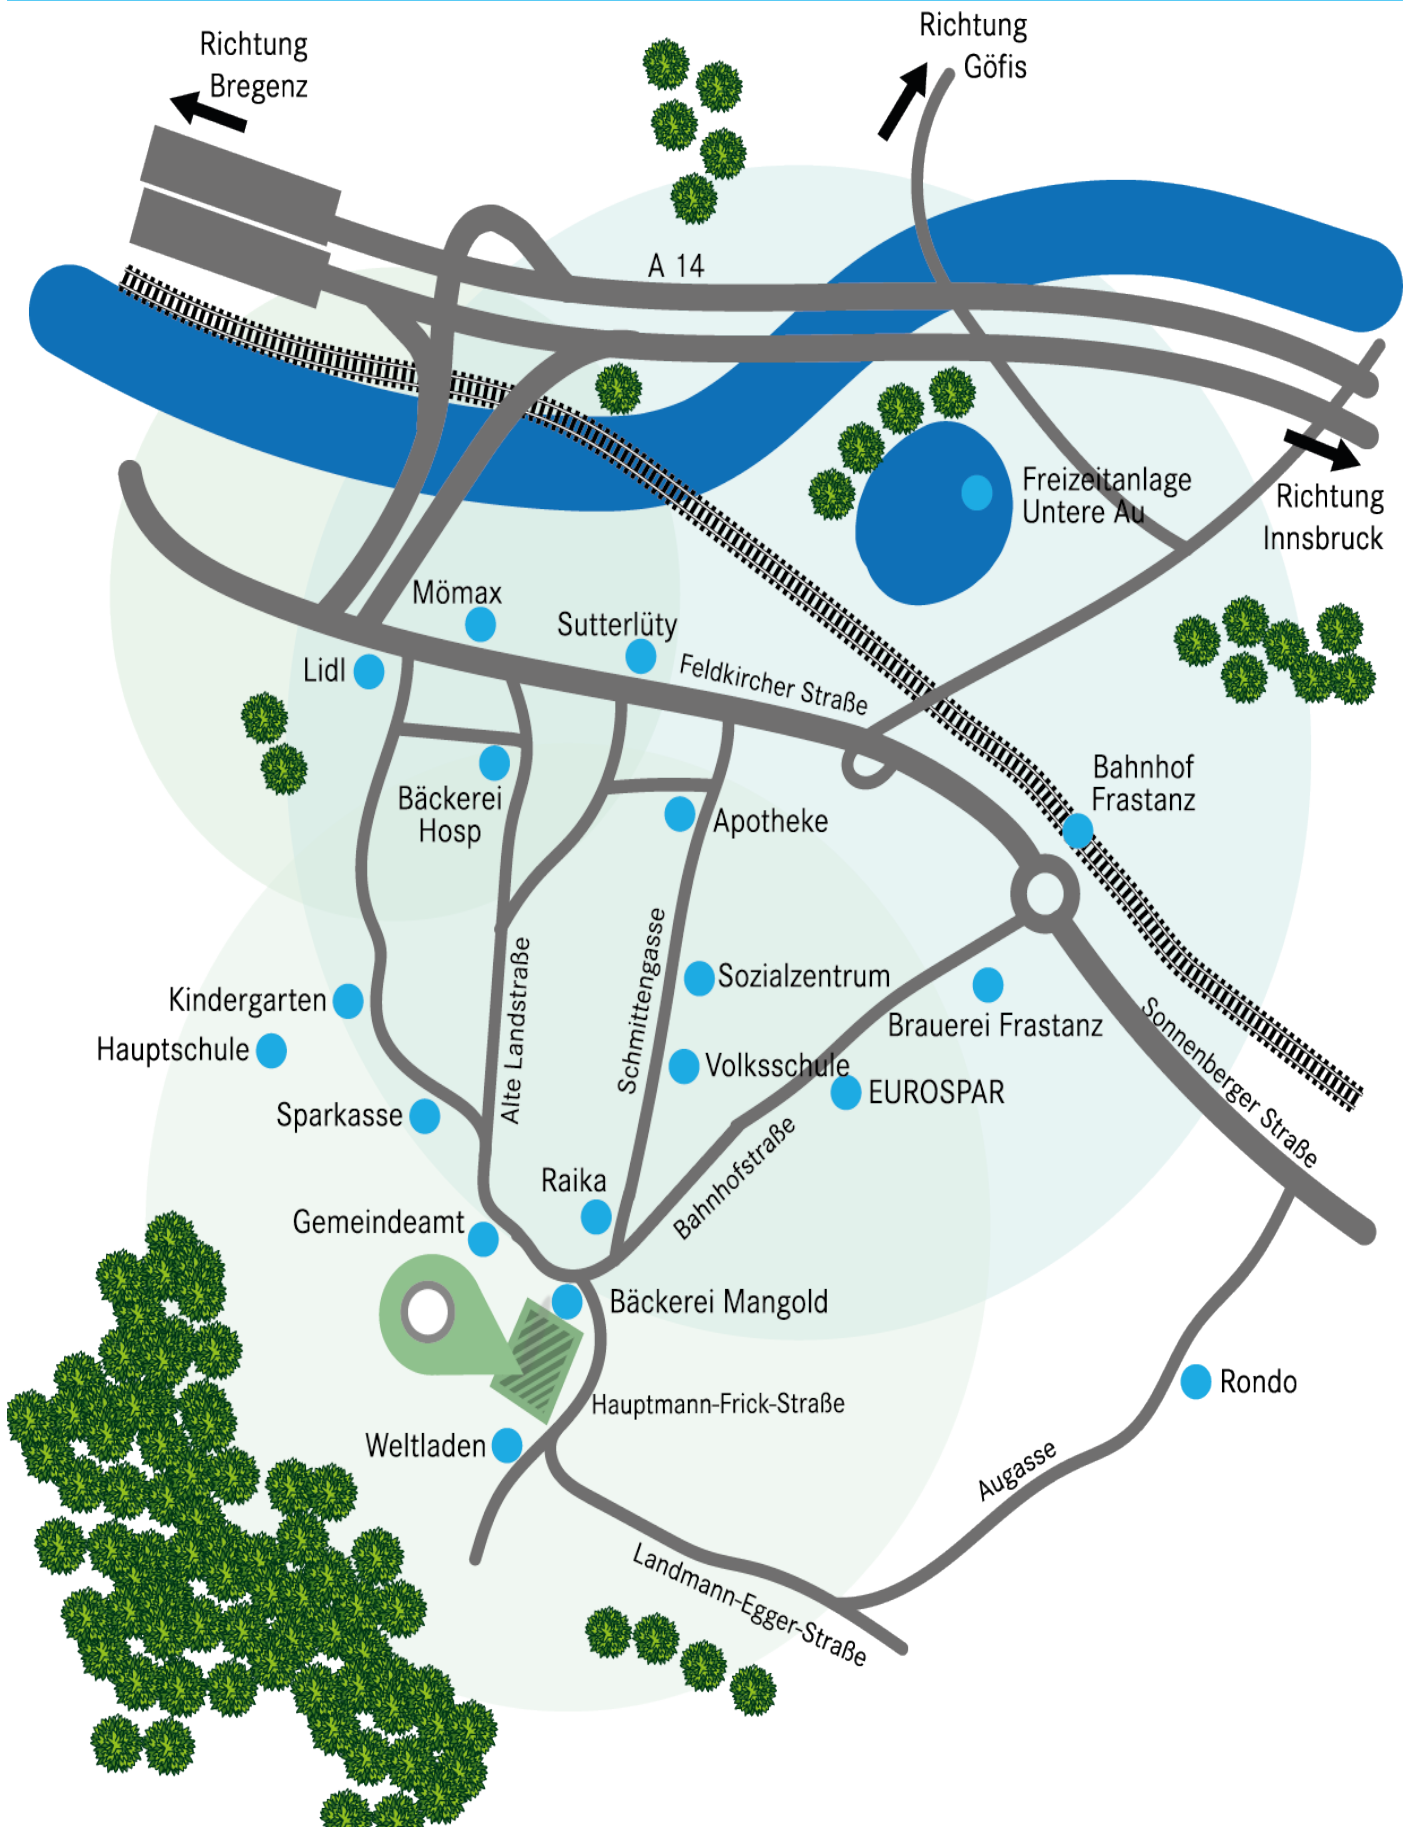 Richtung
Göfis
Richtung
Bregenz
A 14
Freizeitanlage
Untere Au
Richtung
Innsbruck
Mömax
Sutterlüty
Lidl
Feldkircher Straße
Bahnhof
Frastanz
Bäckerei
Hosp
Apotheke
Alte Landstraße
Schmittengasse
Sozialzentrum
Kindergarten
Brauerei Frastanz
Sonnenberger Straße
Hauptschule
Volksschule
EUROSPAR
Sparkasse
Bahnhofstraße
Raika
Gemeindeamt
Bäckerei Mangold
Rondo
Hauptmann-Frick-Straße
Weltladen
Augasse
Landmann-Egger-Straße